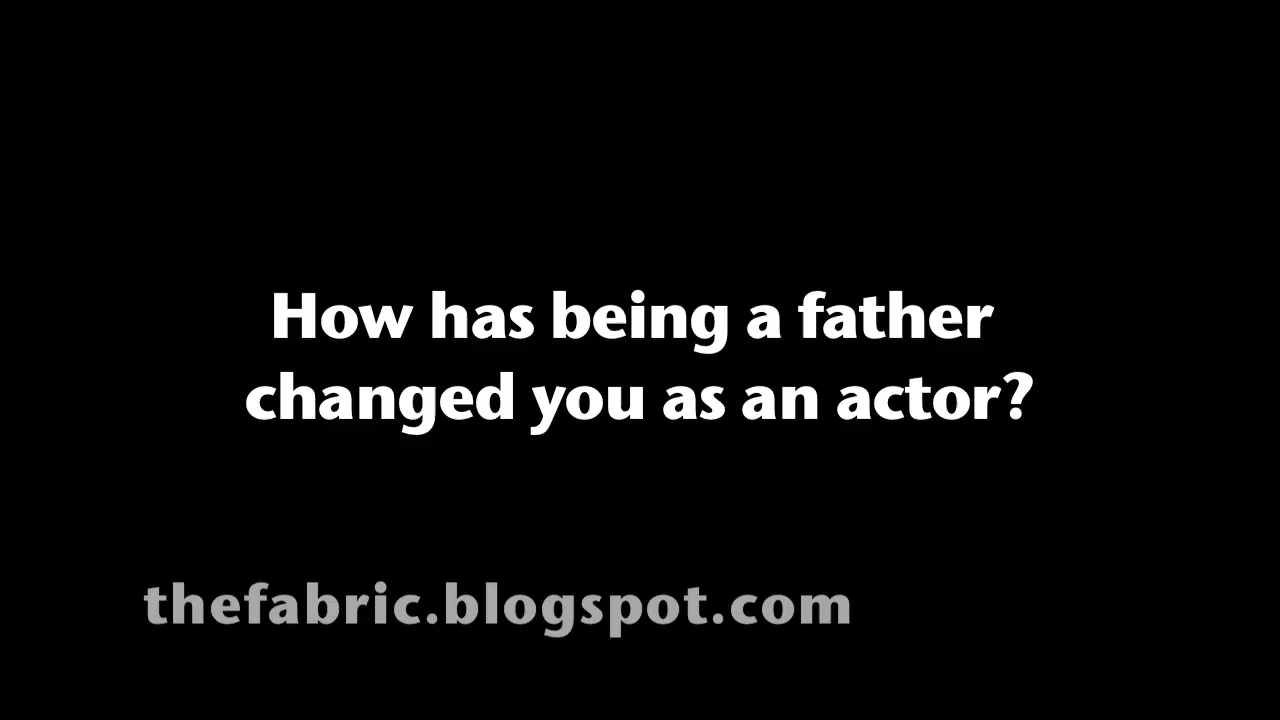 How has being a father
changed you as an actor?
thefabric.blogspot.com